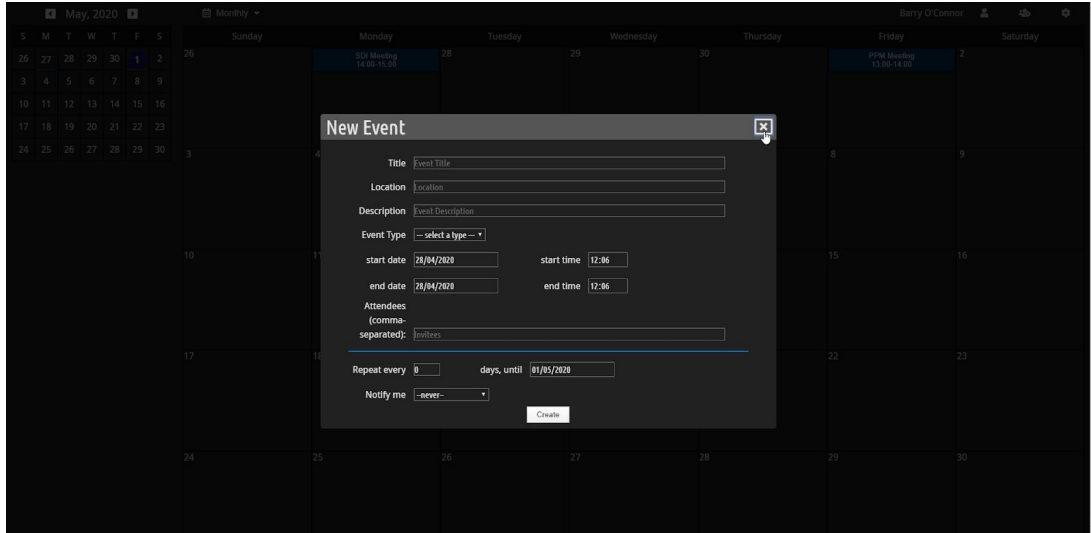 May, 2020 Monthly Barry O'Connor
S M T W T F S Sunday Monday Tuesday Wednesday Thursday Friday Saturday
26 27 28 29 30 1 2
3 4 5 6 7 8 9
10 11 12 13 14 15 16
17 18 19 20 21 22 23
24 25 26 27 28 29 30
26 SDI Meeting 28 29 30 PPM Meeting 2
14:00-15:00 13:00-14:00
New Event
Title Event Title
3 4 8 9
Location Location
Description Event Description
Event Type -- select a type --
10 11 15 16
start date 28/04/2020 start time 12:06
end date 28/04/2020 end time 12:06
Attendees
(comma-
separated): Invitees
17 18 22 23
Repeat every 0 days, until 01/05/2020
Notify me --never--
Create
24 25 26 27 28 29 30